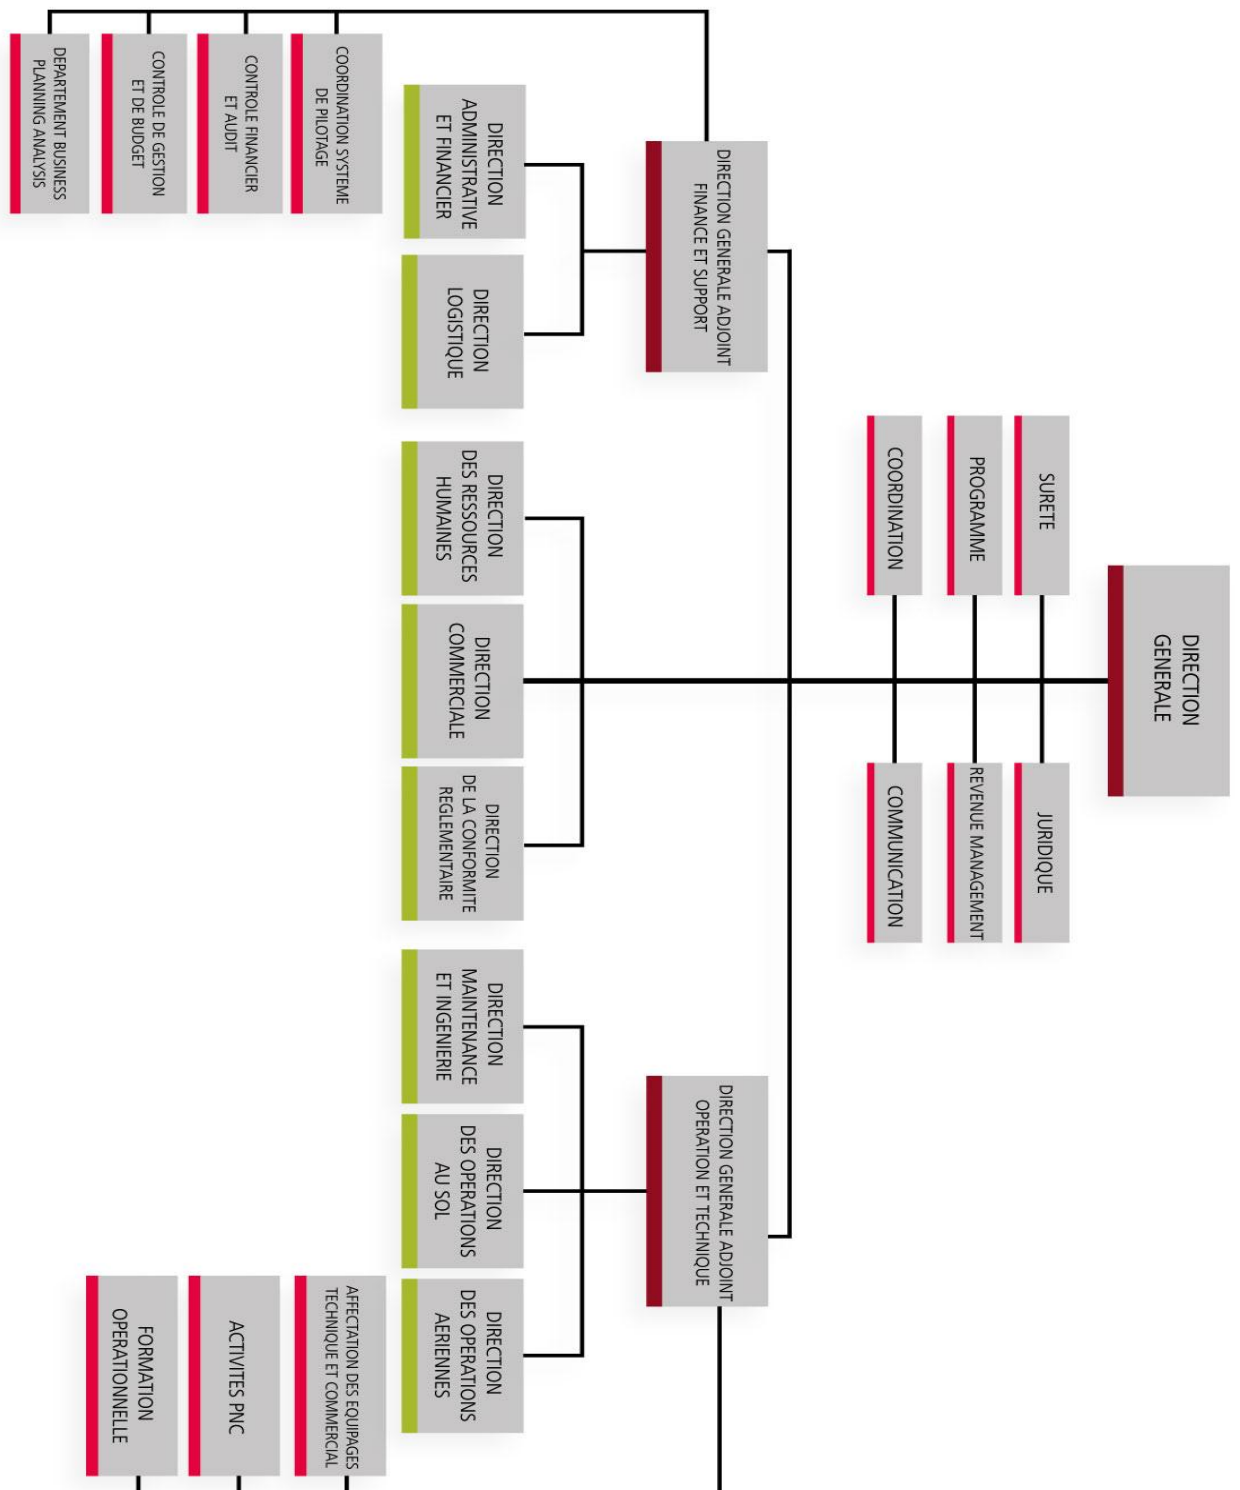 DIRECTION
GENERALE
SURETE
JURIDIQUE
PROGRAMME
REVENUE MANAGEMENT
COORDINATION
COMMUNICATION
DIRECTION GENERALE ADJOINT
FINANCE ET SUPPORT
DIRECTION GENERALE ADJOINT
OPERATION ET TECHNIQUE
DIRECTION
ADMINISTRATIVE
ET FINANCIER
DIRECTION
LOGISTIQUE
DIRECTION
DES RESSOURCES
HUMAINES
DIRECTION
COMMERCIALE
DIRECTION
DE LA CONFORMITE
REGLEMENTAIRE
DIRECTION
MAINTENANCE
ET INGENIERIE
DIRECTION
DES OPERATIONS
AU SOL
DIRECTION
DES OPERATIONS
AERIENNES
COORDINATION SYSTEME
DE PILOTAGE
CONTROLE FINANCIER
ET AUDIT
CONTROLE DE GESTION
ET DE BUDGET
DEPARTEMENT BUSINESS
PLANNING ANALYSIS
AFFECTATION DES EQUIPAGES
TECHNIQUE ET COMMERCIAL
ACTIVITES PNC
FORMATION
OPERATIONNELLE